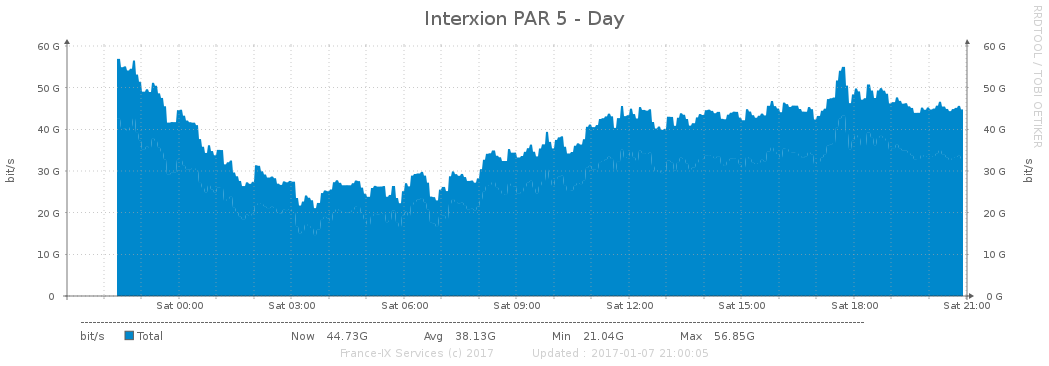 Interxion PAR 5 - Day
RRDTOOL / TOBI OETIKER
bit/s
60 G
50 G
40 G
30 G
20 G
10 G
0
60 G
50 G
40 G
30 G
20 G
10 G
0 G
bit/s
Sat 00:00 Sat 03:00 Sat 06:00 Sat 09:00 Sat 12:00 Sat 15:00 Sat 18:00 Sat 21:00
bit/s Total Now 44.73G Avg 38.13G Min 21.04G Max 56.85G
France-IX Services (c) 2017 Updated : 2017-01-07 21:00:05